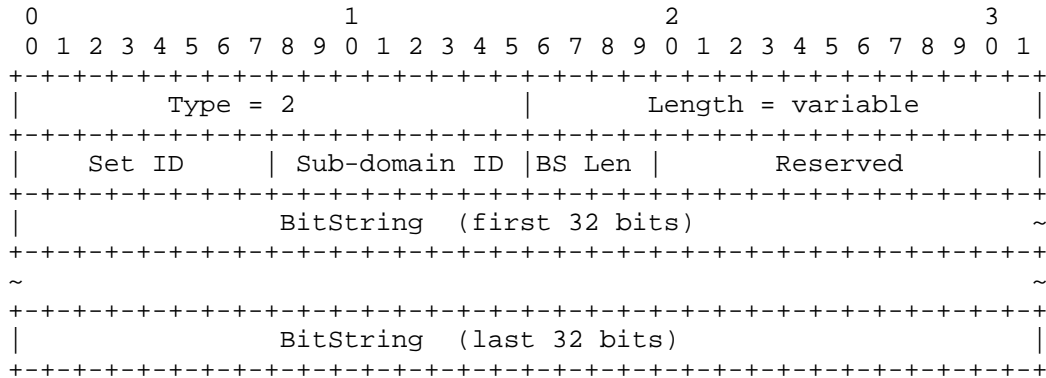 0                   1                   2                   3
 0 1 2 3 4 5 6 7 8 9 0 1 2 3 4 5 6 7 8 9 0 1 2 3 4 5 6 7 8 9 0 1
+-+-+-+-+-+-+-+-+-+-+-+-+-+-+-+-+-+-+-+-+-+-+-+-+-+-+-+-+-+-+-+-+
|         Type = 2              |       Length = variable       |
+-+-+-+-+-+-+-+-+-+-+-+-+-+-+-+-+-+-+-+-+-+-+-+-+-+-+-+-+-+-+-+-+
|    Set ID     | Sub-domain ID |BS Len |       Reserved        |
+-+-+-+-+-+-+-+-+-+-+-+-+-+-+-+-+-+-+-+-+-+-+-+-+-+-+-+-+-+-+-+-+
|                BitString  (first 32 bits)                     ~
+-+-+-+-+-+-+-+-+-+-+-+-+-+-+-+-+-+-+-+-+-+-+-+-+-+-+-+-+-+-+-+-+
~                                                               ~
+-+-+-+-+-+-+-+-+-+-+-+-+-+-+-+-+-+-+-+-+-+-+-+-+-+-+-+-+-+-+-+-+
|                BitString  (last 32 bits)                      |
+-+-+-+-+-+-+-+-+-+-+-+-+-+-+-+-+-+-+-+-+-+-+-+-+-+-+-+-+-+-+-+-+